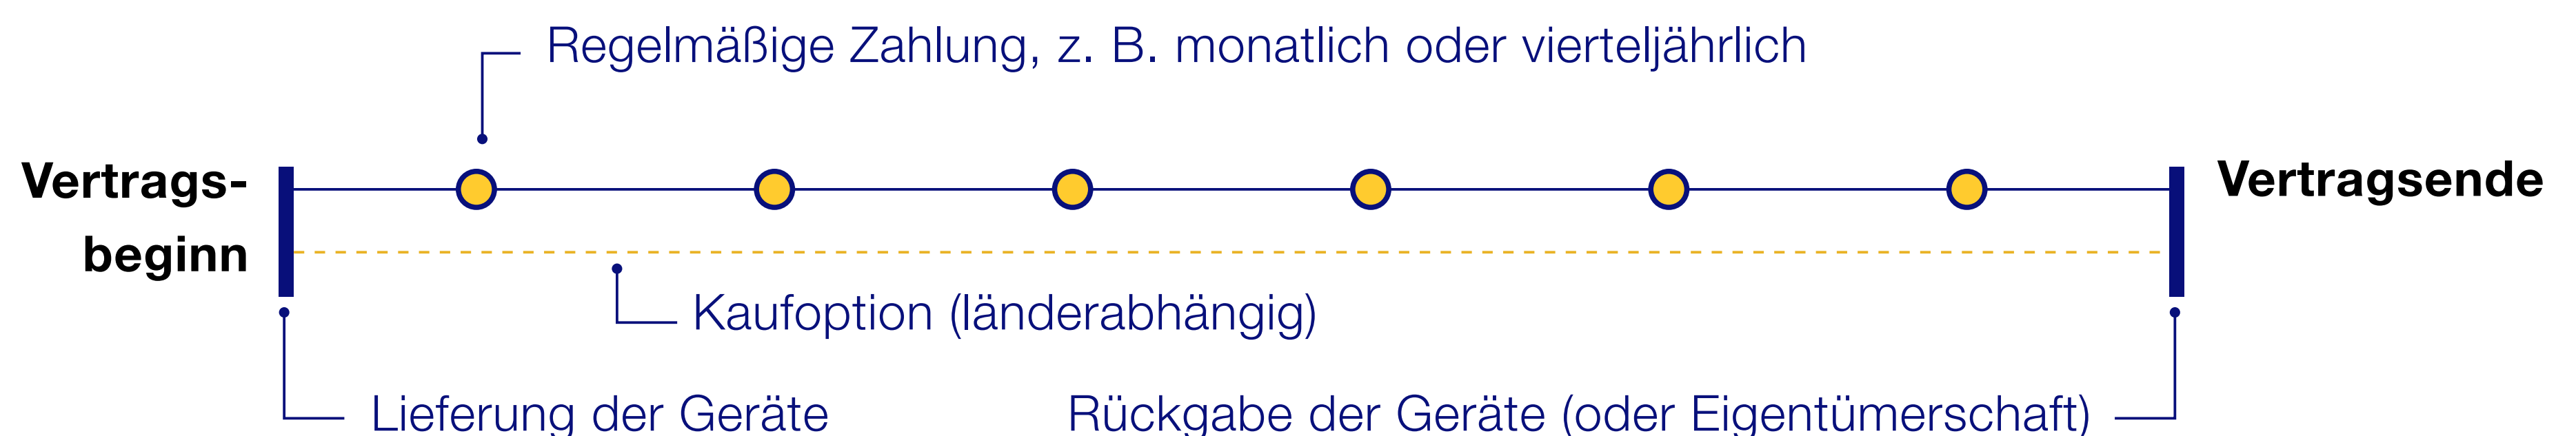 Regelmäßige Zahlung, z. B. monatlich oder vierteljährlich
Vertrags-
beginn
Vertragsende
Kaufoption (länderabhängig)
Lieferung der Geräte
Rückgabe der Geräte (oder Eigentümerschaft)